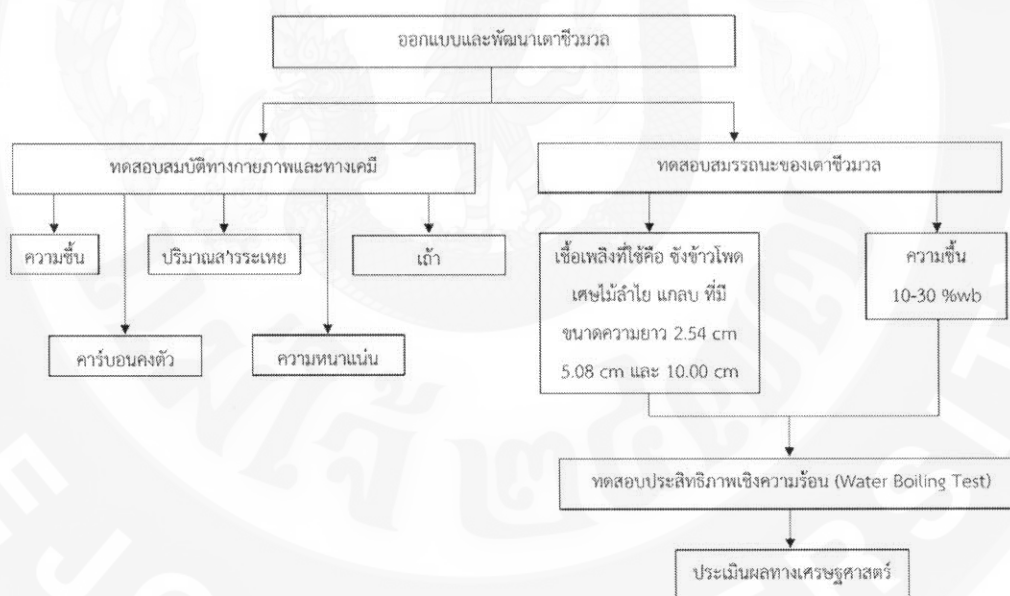 ออกแบบและพัฒนาเตาชีวมวล
ทดสอบสมบัติทางกายภาพและทางเคมี
ทดสอบสมรรถนะของเตาชีวมวล
ความชื้น
ปริมาณสารระเหย
เถ้า
คาร์บอนคงตัว
ความหนาแน่น
เชื้อเพลิงที่ใช้คือ ซังข้าวโพด
เศษไม้ลำไย แกลบ ที่มี
ขนาดความยาว 2.54 cm
5.08 cm และ 10.00 cm
ความชื้น
10-30 %wb
ทดสอบประสิทธิภาพเชิงความร้อน (Water Boiling Test)
ประเมินผลทางเศรษฐศาสตร์